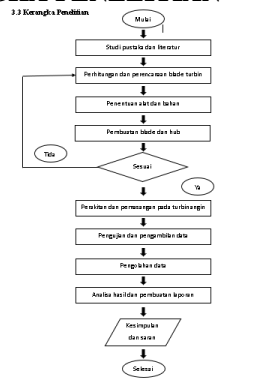 3.3 Kerangka Penelitian
Mulai
Studi pustaka dan literatur
Perhitungan dan perencanaan blade turbin
Penentuan alat dan bahan
Pembuatan blade dan hub
Tidak
Sesuai
Ya
Perakitan dan pemasangan pada turbin angin
Pengujian dan pengambilan data
Pengolahan data
Analisa hasil dan pembuatan laporan
Kesimpulan
dan saran
Selesai